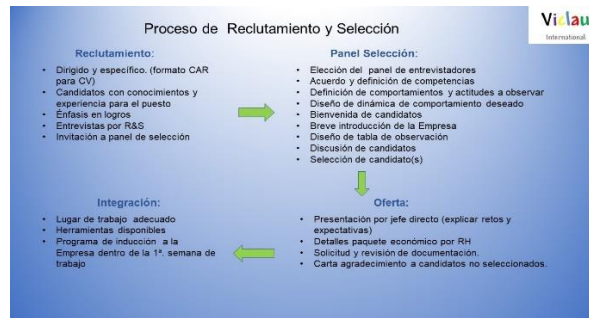 Proceso de Reclutamiento y Selección
Viclau
International
Reclutamiento:
• Dirigido y específico. (formato CAR
para CV)
• Candidatos con conocimientos y
experiencia para el puesto
• Énfasis en logros
• Entrevistas por R&S
• Invitación a panel de selección
Panel Selección:
• Elección del panel de entrevistadores
• Acuerdo y definición de competencias
• Definición de comportamientos y actitudes a observar
• Diseño de dinámica de comportamiento deseado
• Bienvenida de candidatos
• Breve introducción de la Empresa
• Diseño de tabla de observación
• Discusión de candidatos
• Selección de candidato(s)
Integración:
• Lugar de trabajo adecuado
• Herramientas disponibles
• Programa de inducción a la
Empresa dentro de la 1ª. semana de
trabajo
Oferta:
• Presentación por jefe directo (explicar retos y
expectativas)
• Detalles paquete económico por RH
• Solicitud y revisión de documentación.
• Carta agradecimiento a candidatos no seleccionados.